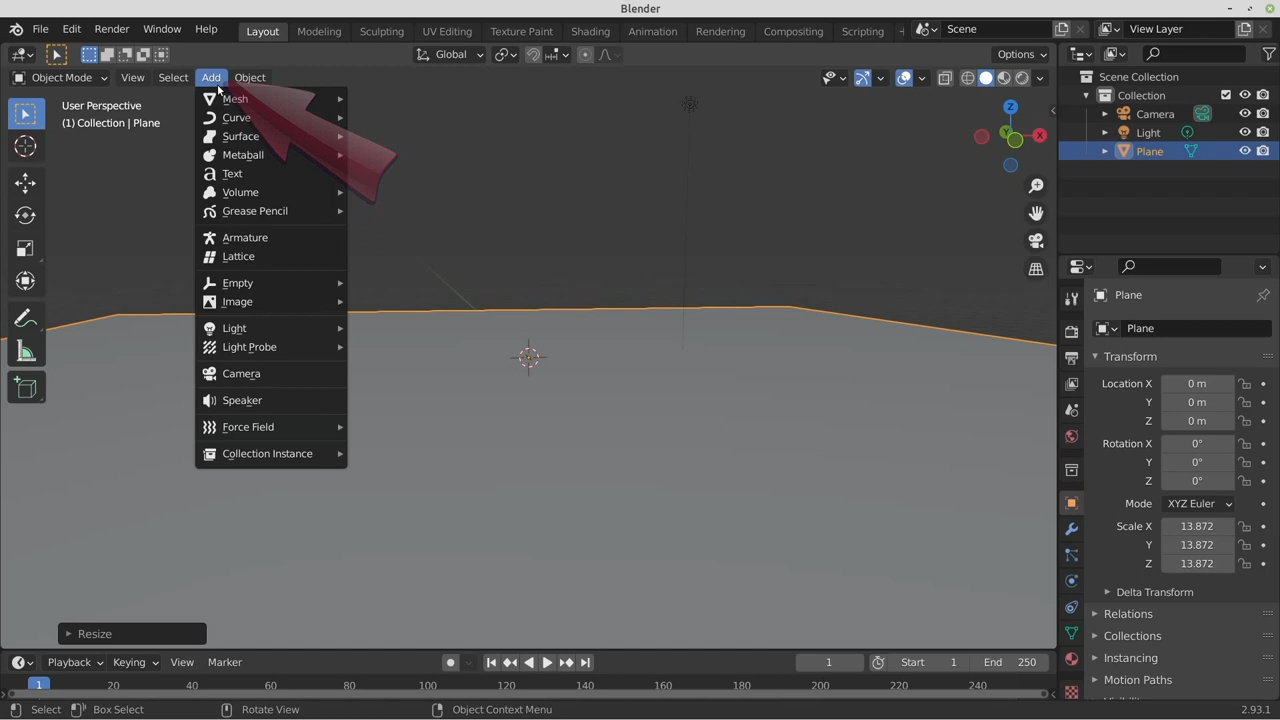 Blender
File Edit Render Window Help Layout Modeling Sculpting UV Editing Texture Paint Shading Animation Rendering Compositing Scripting Scene View Layer
Global Options
Object Mode View Select Add Object
User Perspective
(1) Collection | Plane
Mesh
Curve
Surface
Metaball
Text
Volume
Grease Pencil
Armature
Lattice
Empty
Image
Light
Light Probe
Camera
Speaker
Force Field
Collection Instance
X
Y
Z
Scene Collection
Collection
Camera
Light
Plane
Plane
Plane
Transform
Location X 0 m
Y 0 m
Z 0 m
Rotation X 0°
Y 0°
Z 0°
Mode XYZ Euler
Scale X 13.872
Y 13.872
Z 13.872
Delta Transform
Relations
Collections
Instancing
Motion Paths
Resize
Playback Keying View Marker 1 Start 1 End 250
1 20 40 60 80 100 120 140 160 180 200 220 240
Select Box Select Rotate View Object Context Menu 2.93.1